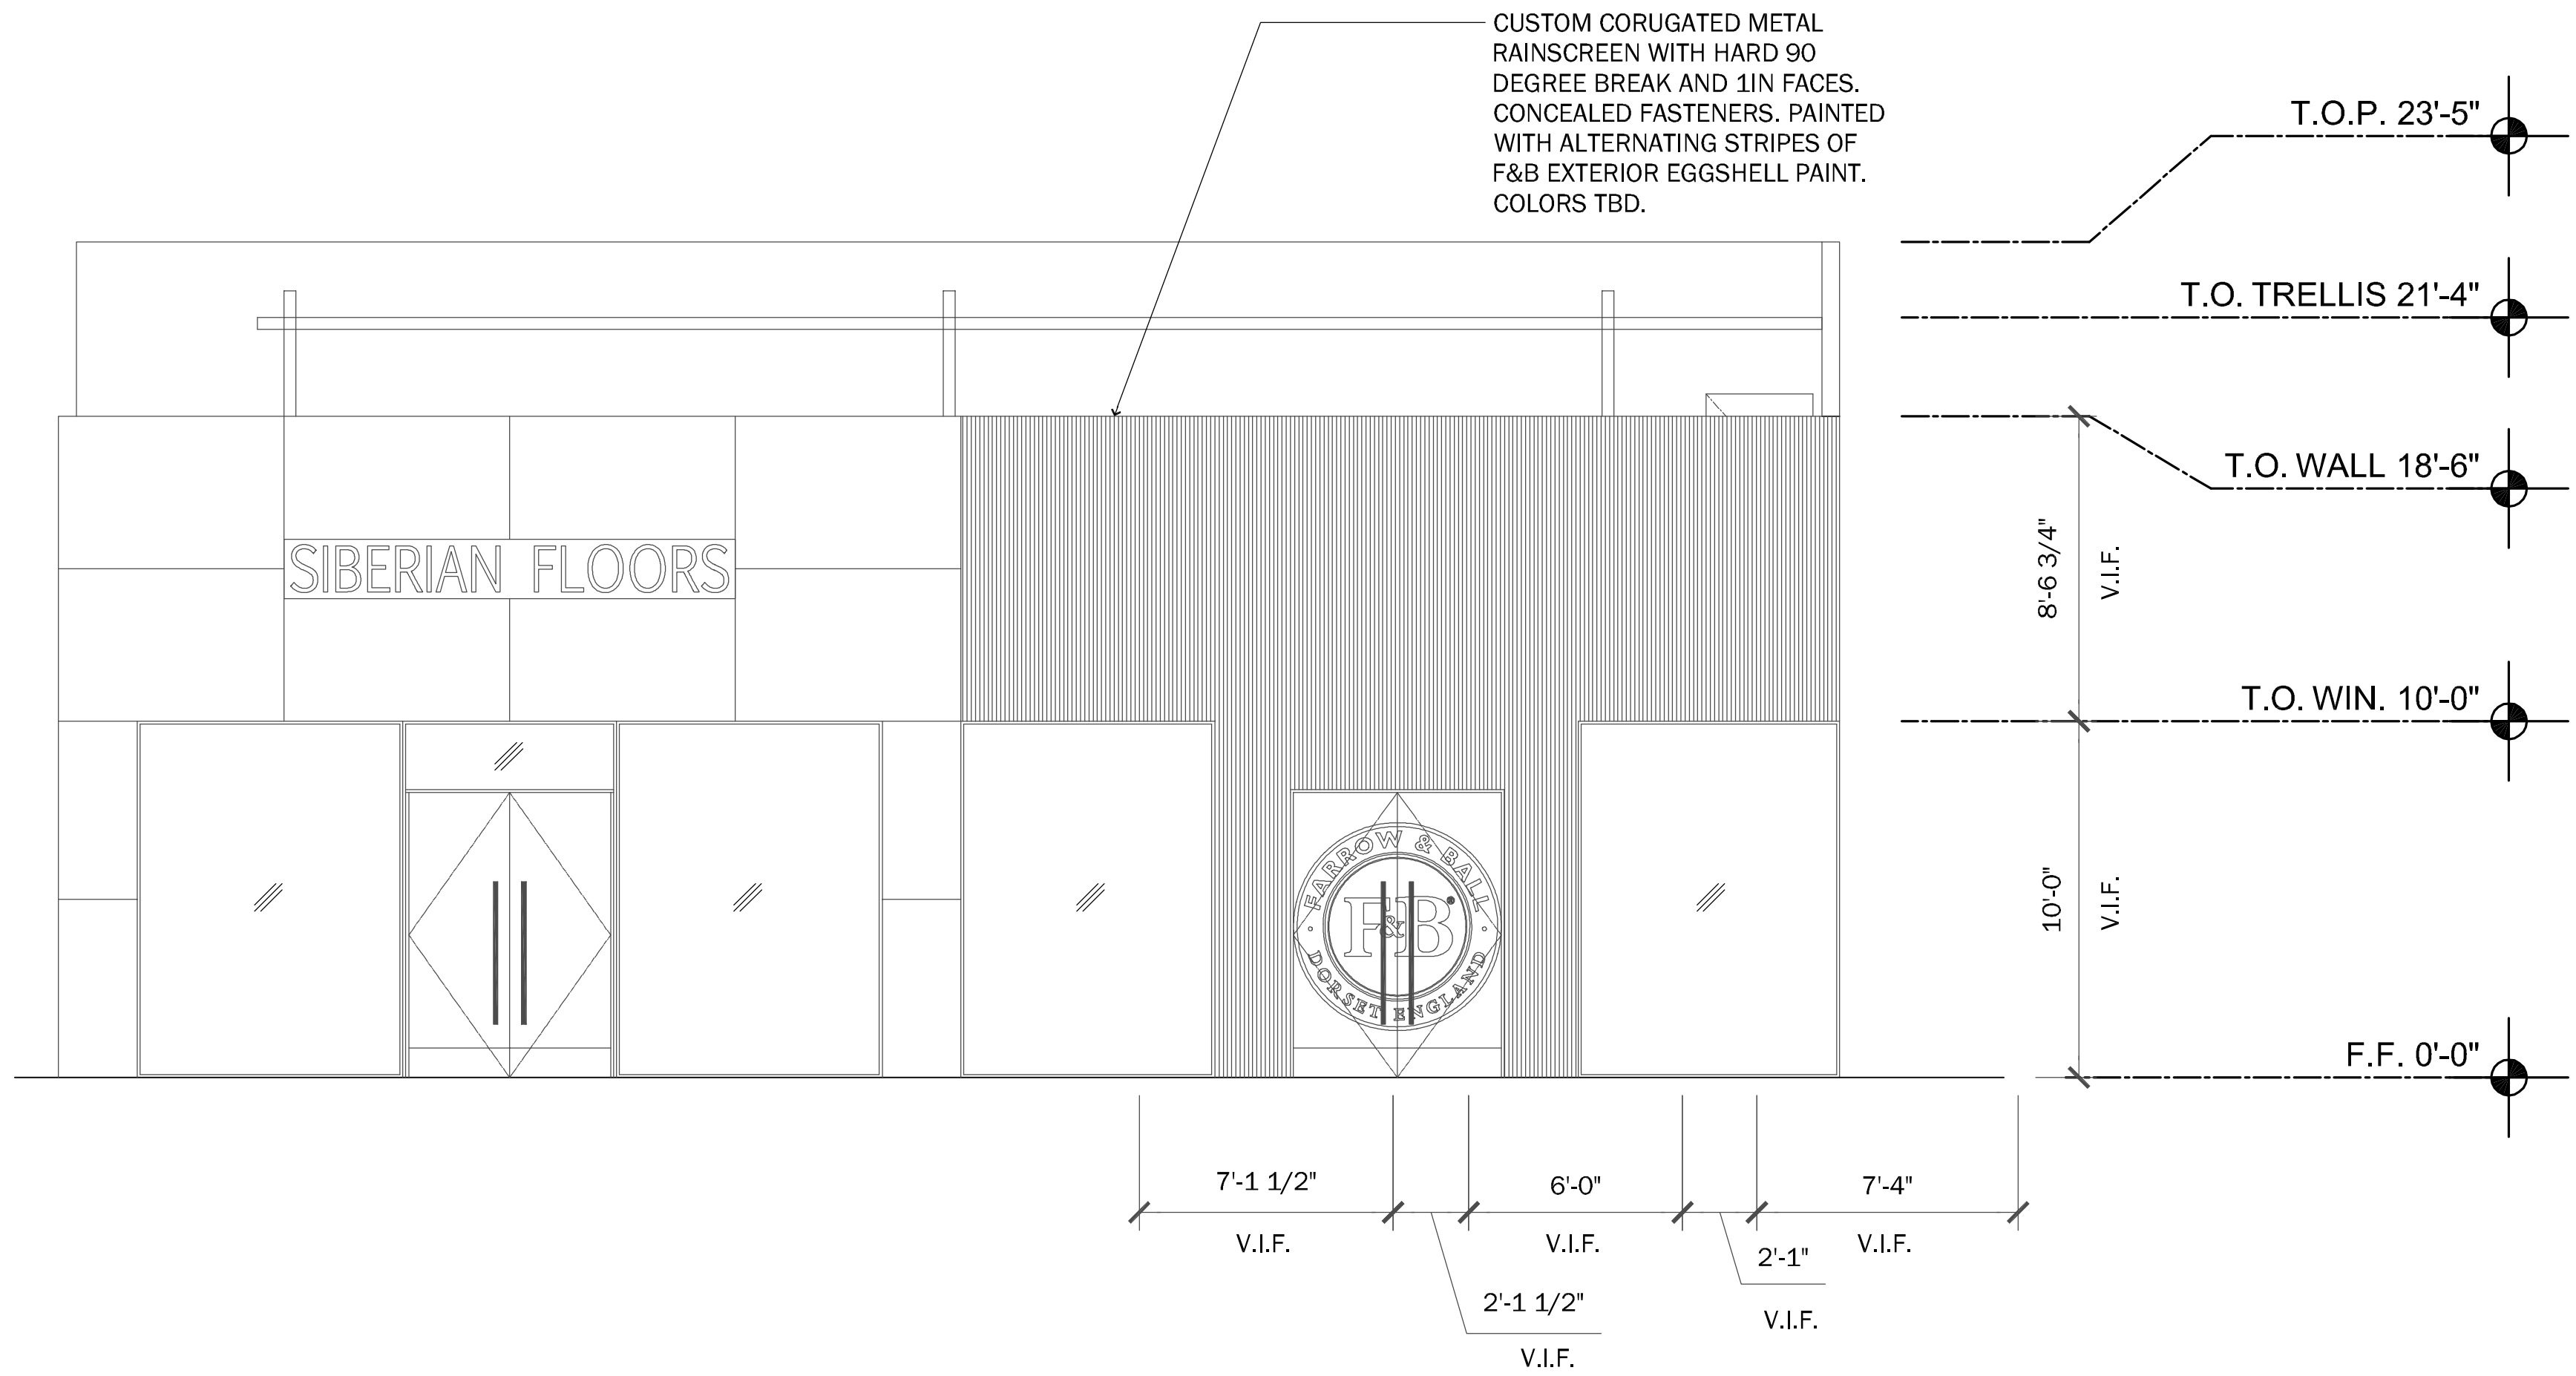 CUSTOM CORUGATED METAL
RAINSCREEN WITH HARD 90
DEGREE BREAK AND 1IN FACES.
CONCEALED FASTENERS. PAINTED
WITH ALTERNATING STRIPES OF
F&B EXTERIOR EGGSHELL PAINT.
COLORS TBD.
T.O.P. 23'-5"
T.O. TRELLIS 21'-4"
T.O. WALL 18'-6"
8'-6 3/4"
V.I.F.
SIBERIAN FLOORS
T.O. WIN. 10'-0"
10'-0"
V.I.F.
FARROW & BALL
F&B®
DORSET ENGLAND
F.F. 0'-0"
7'-1 1/2"
V.I.F.
6'-0"
V.I.F.
7'-4"
V.I.F.
2'-1"
V.I.F.
2'-1 1/2"
V.I.F.